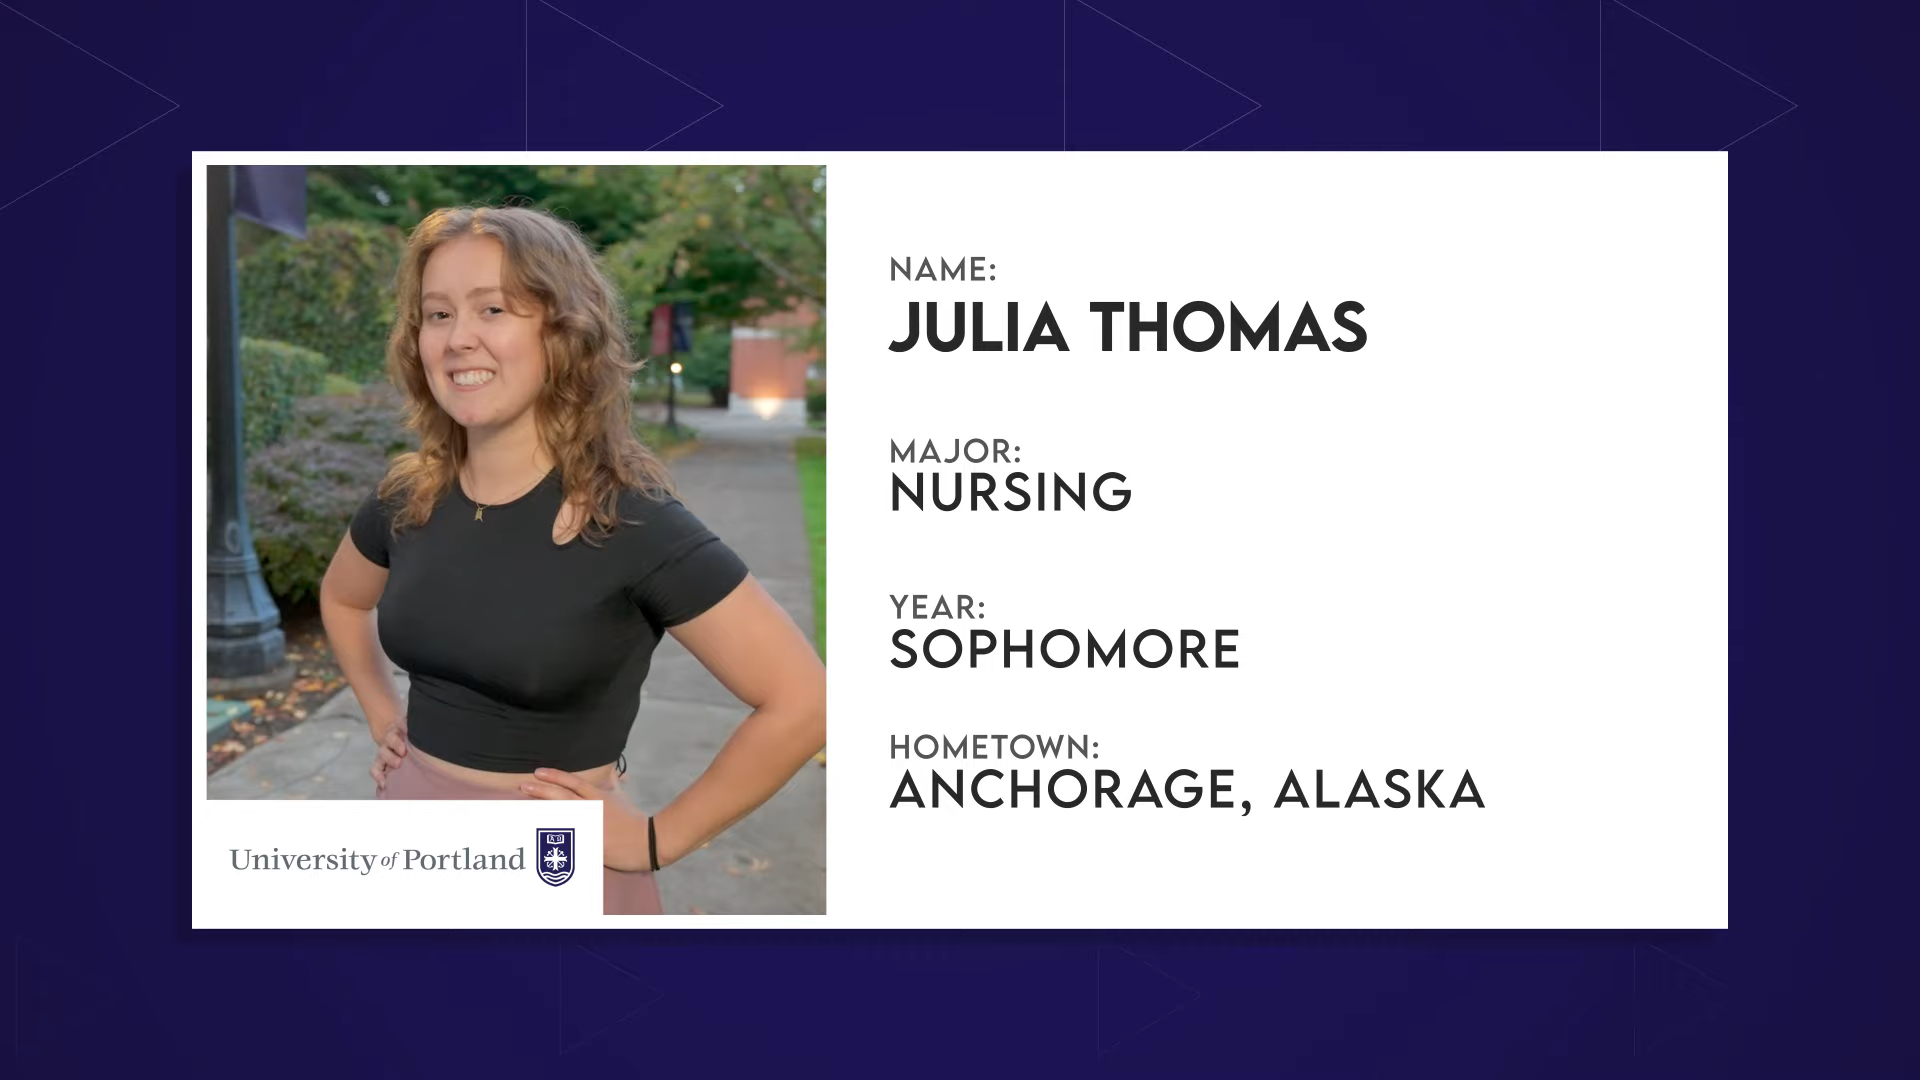 NAME:
JULIA THOMAS
MAJOR:
NURSING
YEAR:
SOPHOMORE
HOMETOWN:
ANCHORAGE, ALASKA
University of Portland